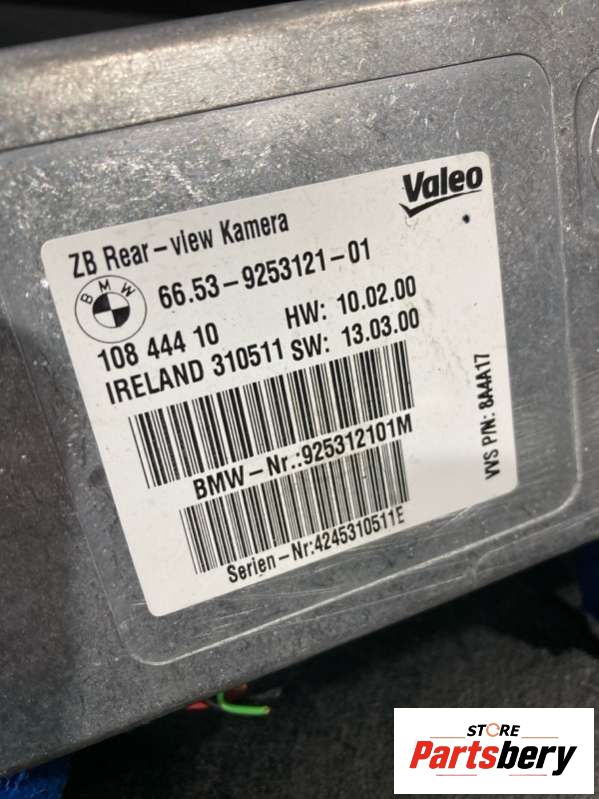 Valeo
ZB Rear-view Kamera
BMW
66.53-9253121-01
108 444 10 HW: 10.02.00
IRELAND 310511 SW: 13.03.00
BMW-Nr.:925312101M
Serien-Nr:4245310511E
VVS P/N: 8A4A17
STORE
Partsbery